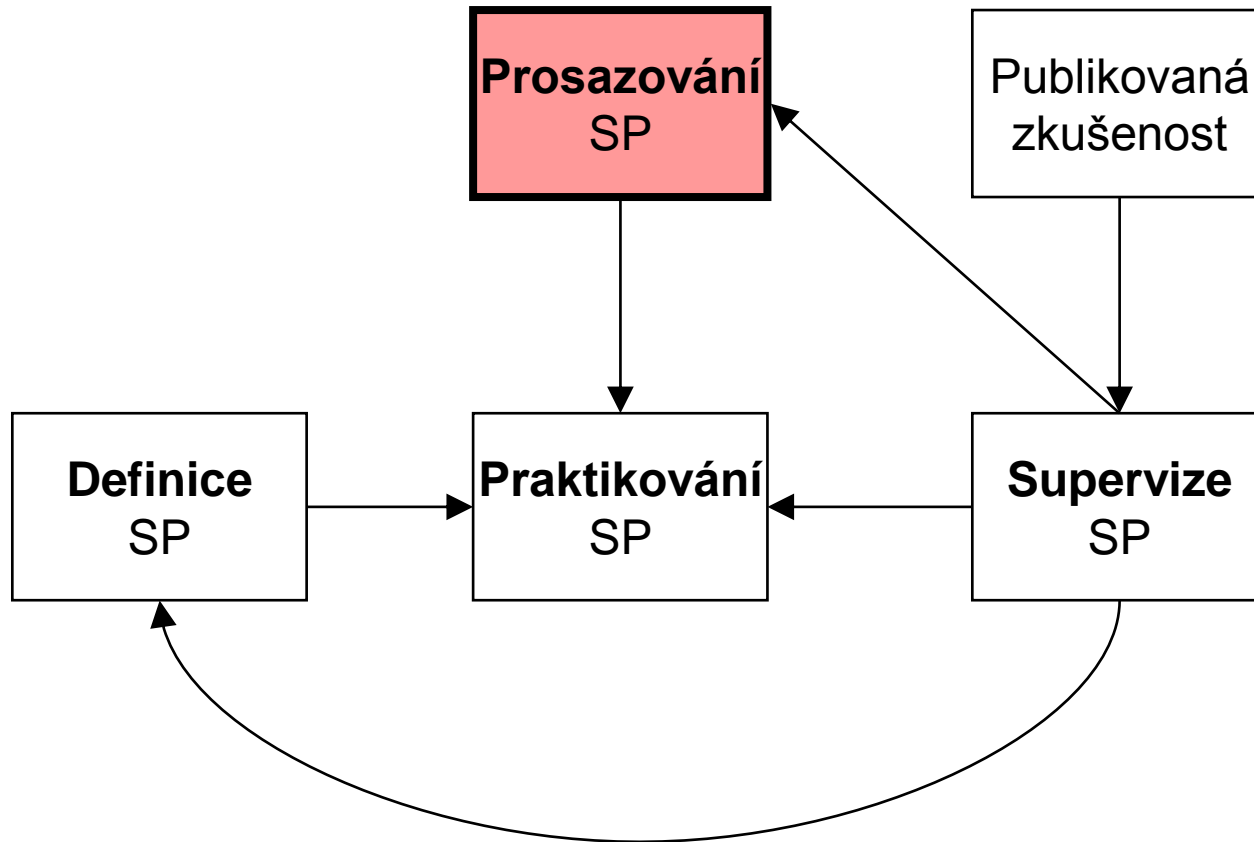 Prosazování
SP
Publikovaná
zkušenost
Definice
SP
Praktikování
SP
Supervize
SP